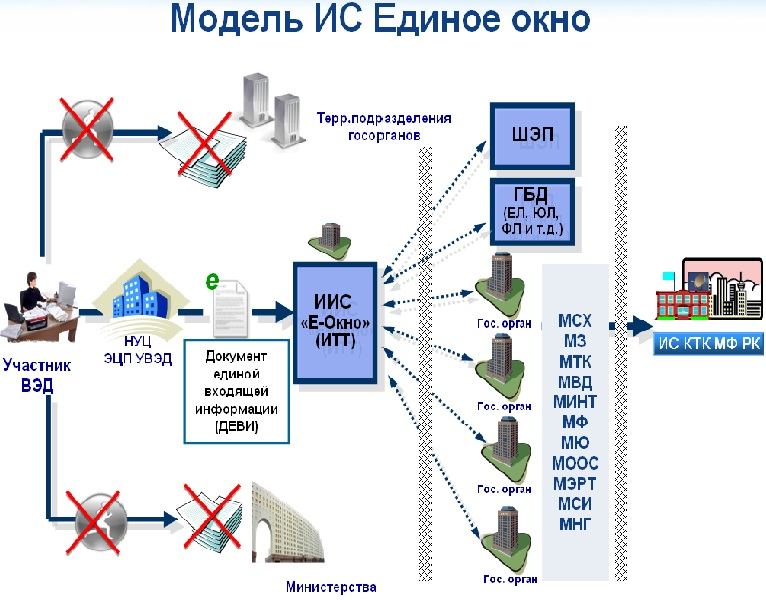 Модель ИС Единое окно
Терр.подразделения
госорганов
ШЭП
ГБД
(ЕЛ, ЮЛ,
ФЛ и т.д.)
e
ИИС
«Е-Окно»
(ИТТ)
Гос. орган
Участник
ВЭД
НУЦ
ЭЦП УВЭД
Документ
единой
входящей
информации
(ДЕВИ)
Гос. орган
Гос. орган
Гос. орган
МСХ
МЗ
МТК
МВД
МИНТ
МФ
МЮ
МООС
МЭРТ
МСИ
МНГ
ИС КТК МФ РК
Министерства